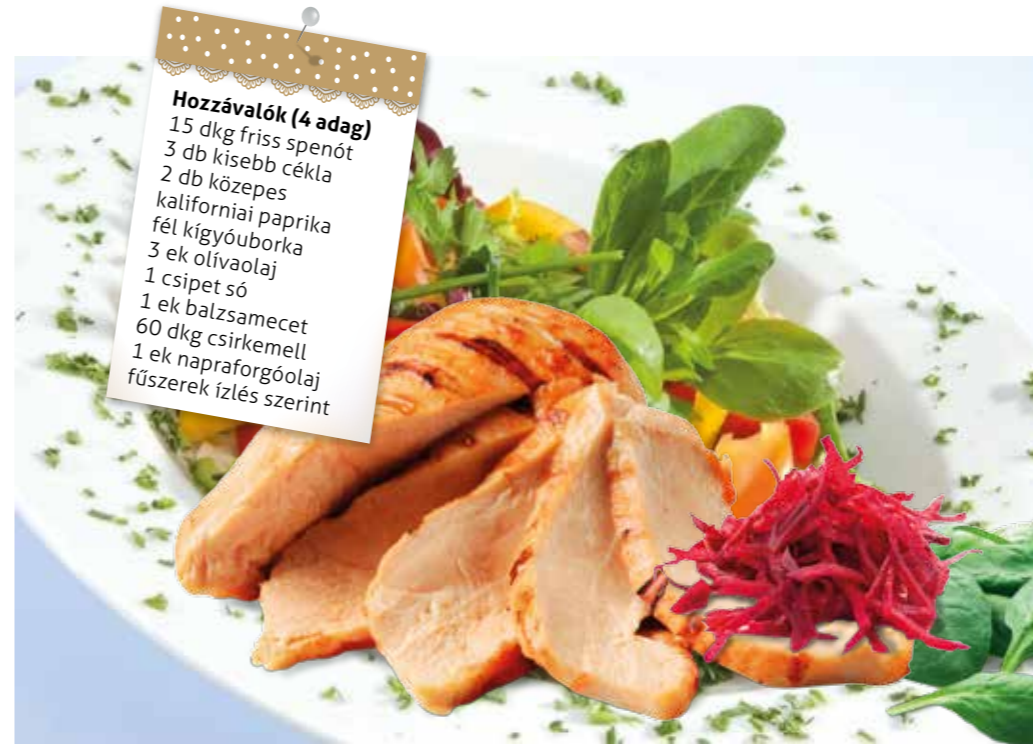 Hozzávalók (4 adag)
15 dkg friss spenót
3 db kisebb cékla
2 db közepes
kaliforniai paprika
fél kígyóuborka
3 ek olívaolaj
1 csipet só
1 ek balzsamecet
60 dkg csirkemell
1 ek napraforgóolaj
fűszerek ízlés szerint